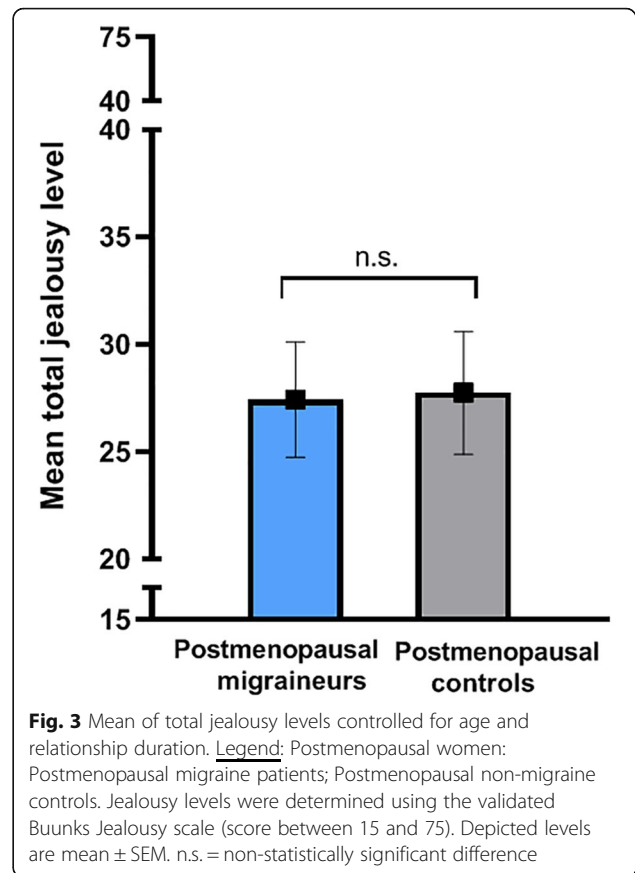 75
40
40
35
30
25
20
15
Mean total jealousy level
n.s.
Postmenopausal
migraineurs
Postmenopausal
controls
Fig. 3 Mean of total jealousy levels controlled for age and
relationship duration. Legend: Postmenopausal women:
Postmenopausal migraine patients; Postmenopausal non-migraine
controls. Jealousy levels were determined using the validated
Buunks Jealousy scale (score between 15 and 75). Depicted levels
are mean ± SEM. n.s. = non-statistically significant difference